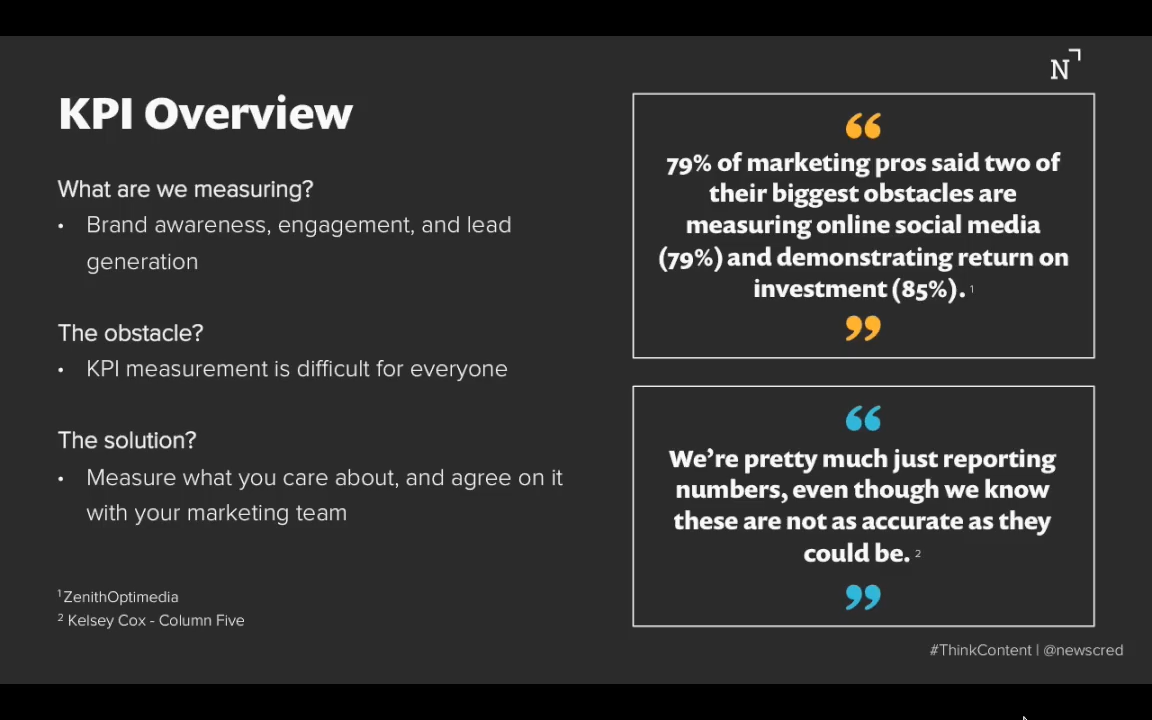 N
KPI Overview
What are we measuring?
• Brand awareness, engagement, and lead
generation
The obstacle?
• KPI measurement is difficult for everyone
The solution?
• Measure what you care about, and agree on it
with your marketing team
1 ZenithOptimedia
2 Kelsey Cox - Column Five
“
79% of marketing pros said two of
their biggest obstacles are
measuring online social media
(79%) and demonstrating return on
investment (85%). 1
”
“
We’re pretty much just reporting
numbers, even though we know
these are not as accurate as they
could be. 2
”
#ThinkContent | @newscred